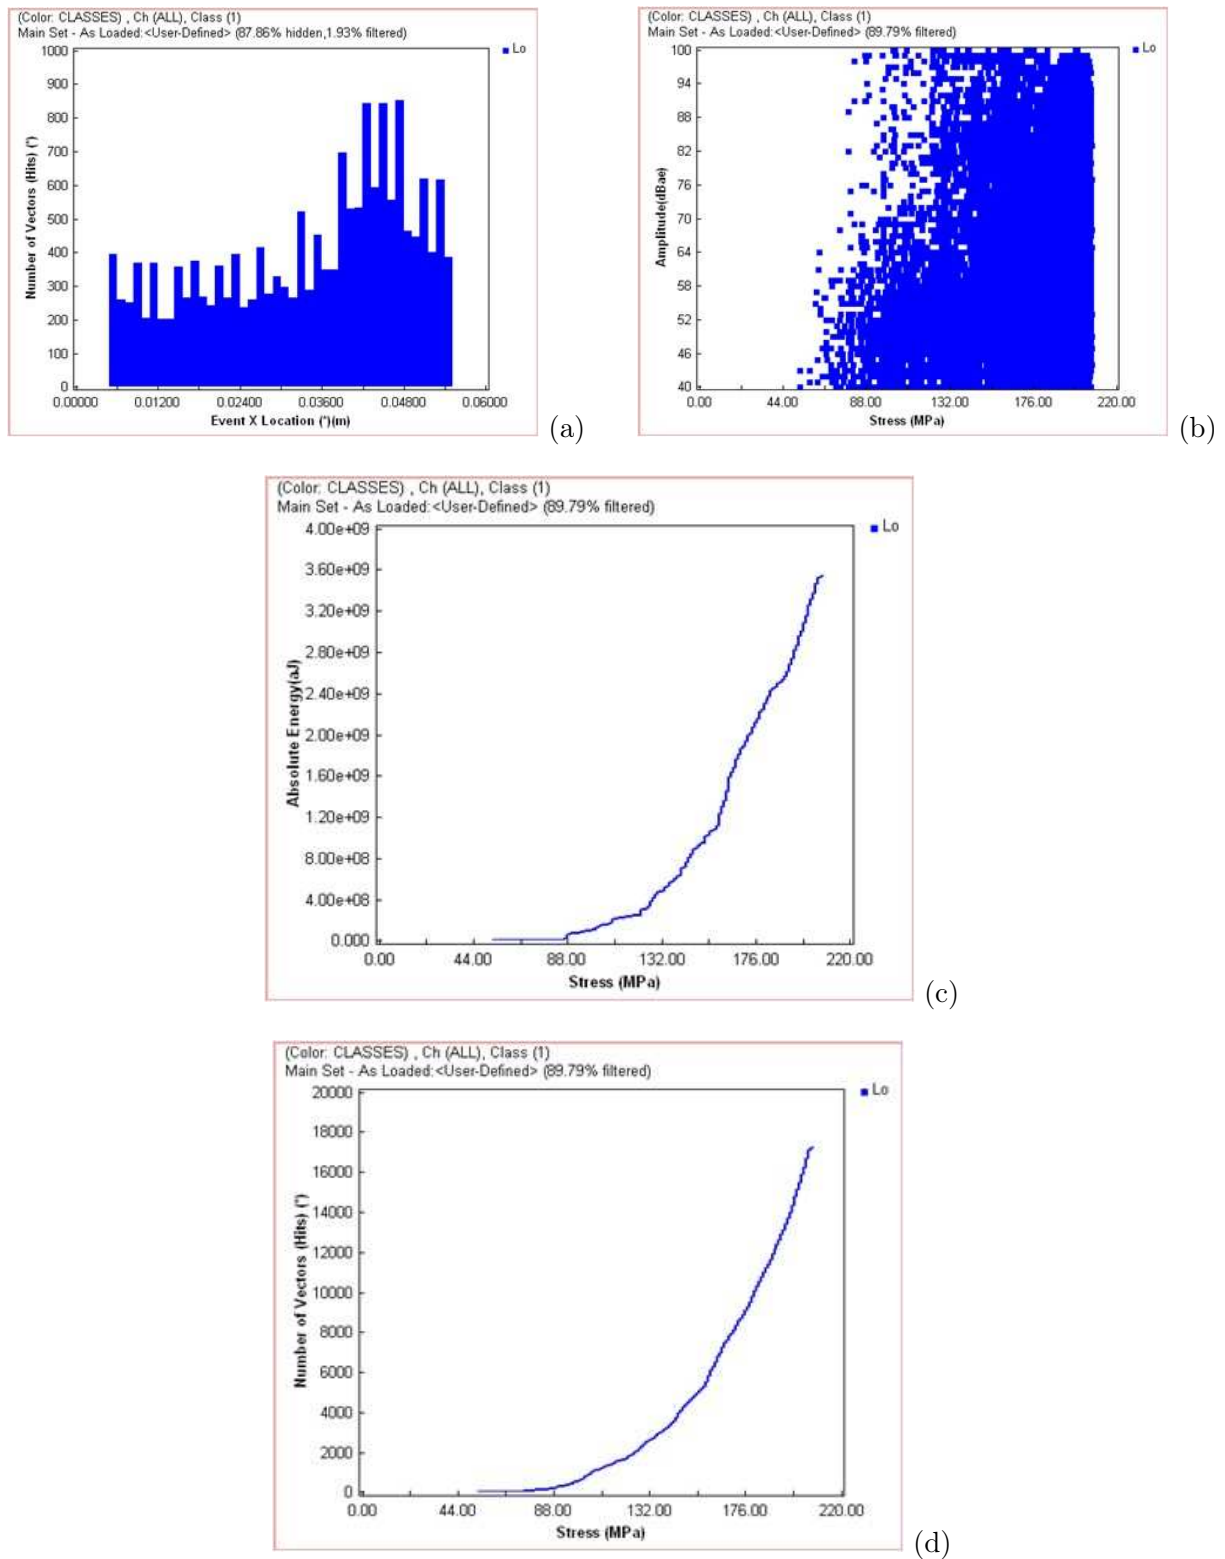 (Color: CLASSES) , Ch (ALL), Class (1)
Main Set - As Loaded:<User-Defined> (87.86% hidden,1.93% filtered)
Lo
1000
900
800
700
600
500
400
300
200
100
0
Number of Vectors (Hits) (*)
0.00000 0.01200 0.02400 0.03600 0.04800 0.06000
Event X Location (*)(m)
(a)
(Color: CLASSES) , Ch (ALL), Class (1)
Main Set - As Loaded:<User-Defined> (89.79% filtered)
Lo
100
94
88
82
76
70
64
58
52
46
40
Amplitude(dBae)
0.00 44.00 88.00 132.00 176.00 220.00
Stress (MPa)
(b)
(Color: CLASSES) , Ch (ALL), Class (1)
Main Set - As Loaded:<User-Defined> (89.79% filtered)
Lo
4.00e+09
3.60e+09
3.20e+09
2.80e+09
2.40e+09
2.00e+09
1.60e+09
1.20e+09
8.00e+08
4.00e+08
0.000
Absolute Energy(aJ)
0.00 44.00 88.00 132.00 176.00 220.00
Stress (MPa)
(c)
(Color: CLASSES) , Ch (ALL), Class (1)
Main Set - As Loaded:<User-Defined> (89.79% filtered)
Lo
20000
18000
16000
14000
12000
10000
8000
6000
4000
2000
0
Number of Vectors (Hits) (*)
0.00 44.00 88.00 132.00 176.00 220.00
Stress (MPa)
(d)